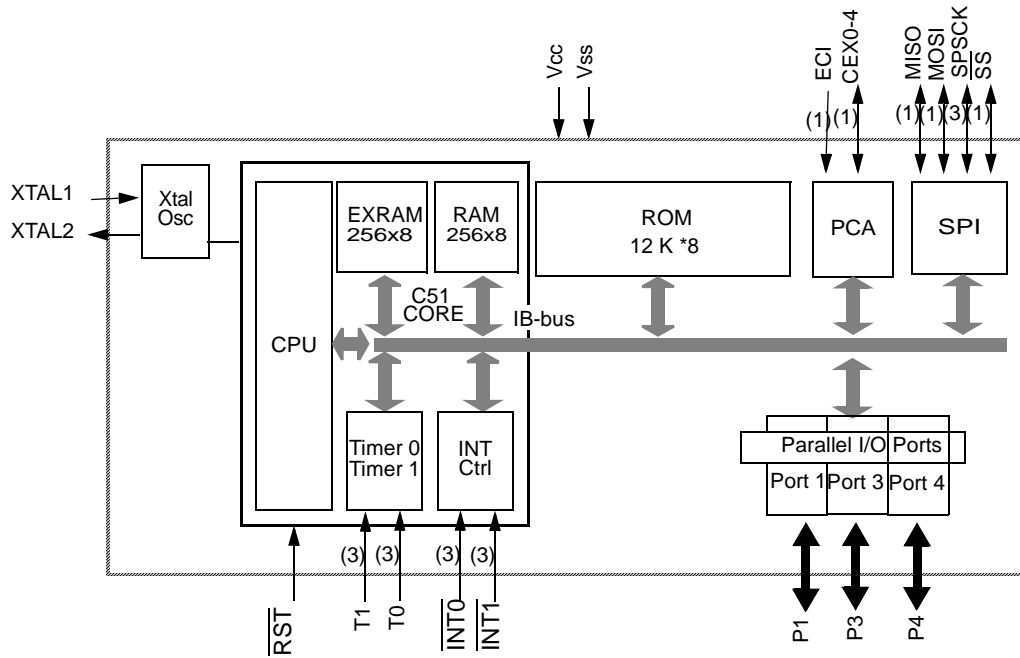 Vcc
Vss
ECI
CEX0-4
MISO
MOSI
SPSCK
SS
(1)
(1)
(1)
(1)
(3)
(1)
XTAL1
XTAL2
Xtal
Osc
EXRAM
256x8
RAM
256x8
ROM
12 K *8
PCA
SPI
C51
CORE
IB-bus
CPU
Timer 0
Timer 1
INT
Ctrl
Parallel I/O Ports
Port 1
Port 3
Port 4
(3)
(3)
(3)
(3)
RST
T1
T0
INT0
INT1
P1
P3
P4